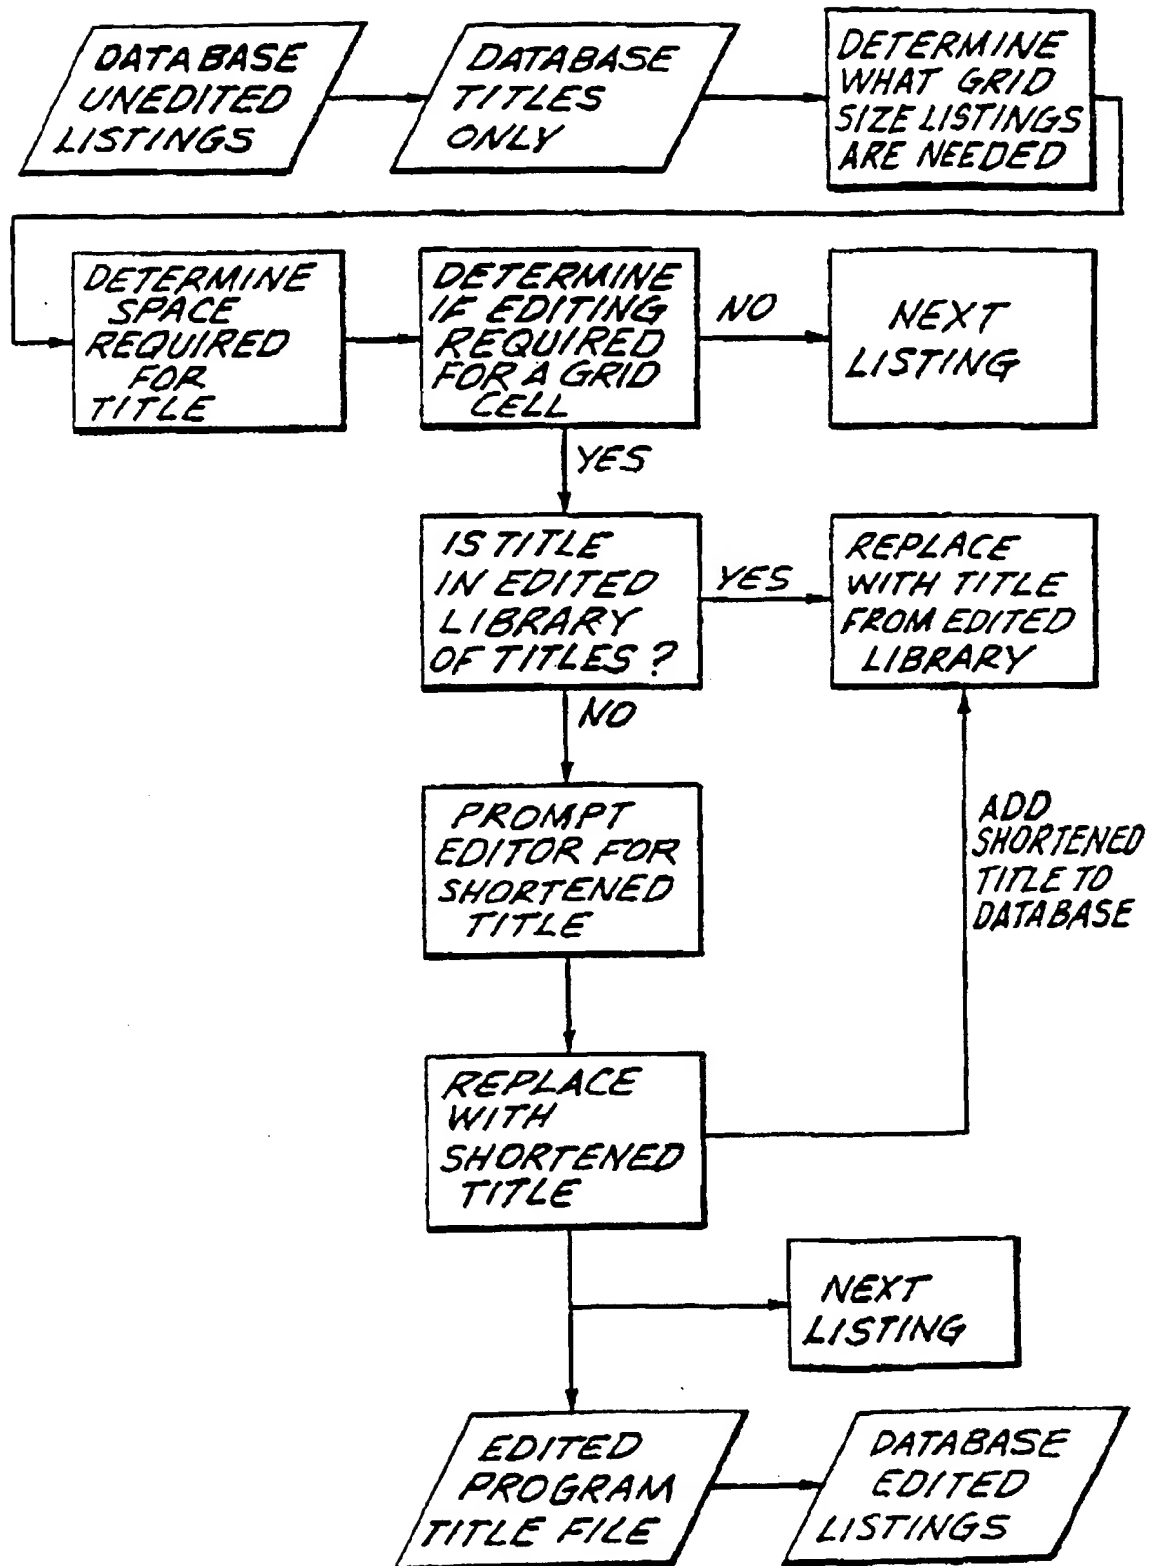 DATABASE
UNEDITED
LISTINGS
DATABASE
TITLES
ONLY
DETERMINE
WHAT GRID
SIZE LISTINGS
ARE NEEDED
DETERMINE
SPACE
REQUIRED
FOR
TITLE
DETERMINE
IF EDITING
REQUIRED
FOR A GRID
CELL
NO
NEXT
LISTING
YES
IS TITLE
IN EDITED
LIBRARY
OF TITLES?
YES
REPLACE
WITH TITLE
FROM EDITED
LIBRARY
NO
PROMPT
EDITOR FOR
SHORTENED
TITLE
ADD
SHORTENED
TITLE TO
DATABASE
REPLACE
WITH
SHORTENED
TITLE
NEXT
LISTING
EDITED
PROGRAM
TITLE FILE
DATABASE
EDITED
LISTINGS